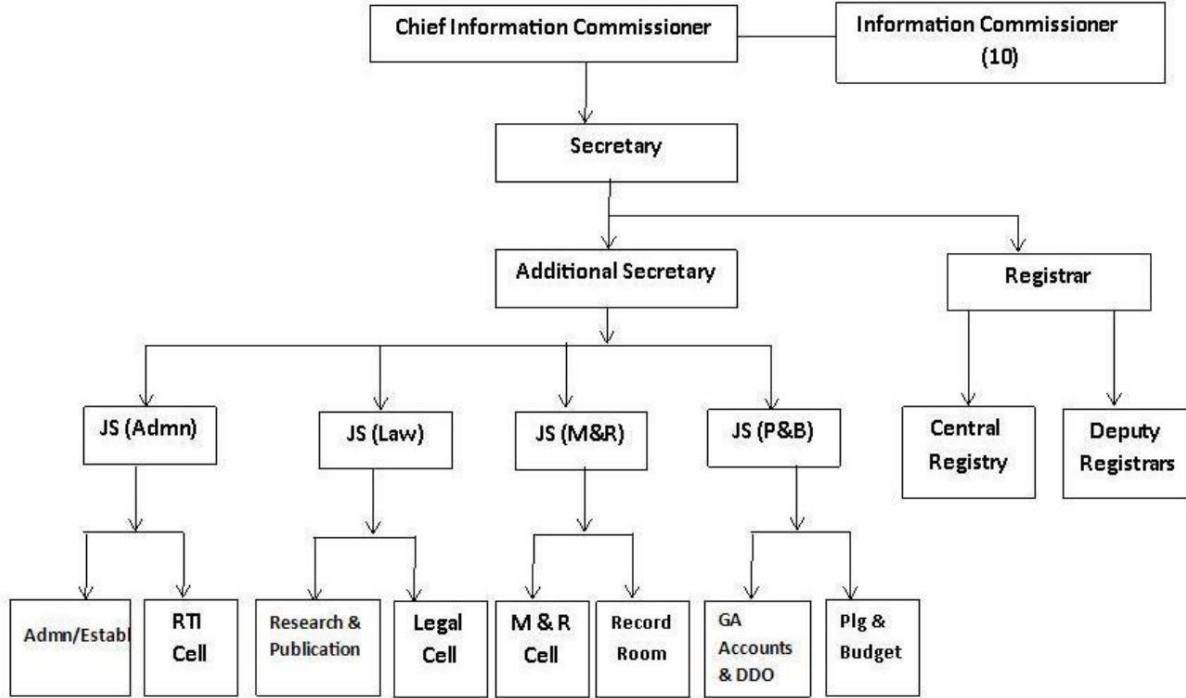 Chief Information Commissioner
Information Commissioner
(10)
Secretary
Additional Secretary
Registrar
JS (Admn)
JS (Law)
JS (M&R)
JS (P&B)
Central
Registry
Deputy
Registrars
Admn/Establ
RTI
Cell
Research &
Publication
Legal
Cell
M & R
Cell
Record
Room
GA
Accounts
& DDO
Plg &
Budget